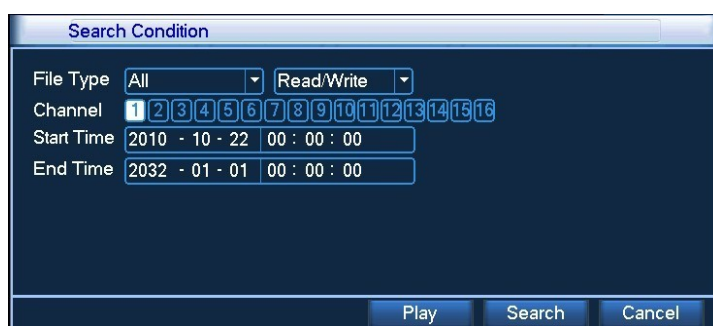 Search Condition
File Type All Read/Write
Channel 1 2 3 4 5 6 7 8 9 10 11 12 13 14 15 16
Start Time 2010 - 10 - 22 00 : 00 : 00
End Time 2032 - 01 - 01 00 : 00 : 00
Play Search Cancel